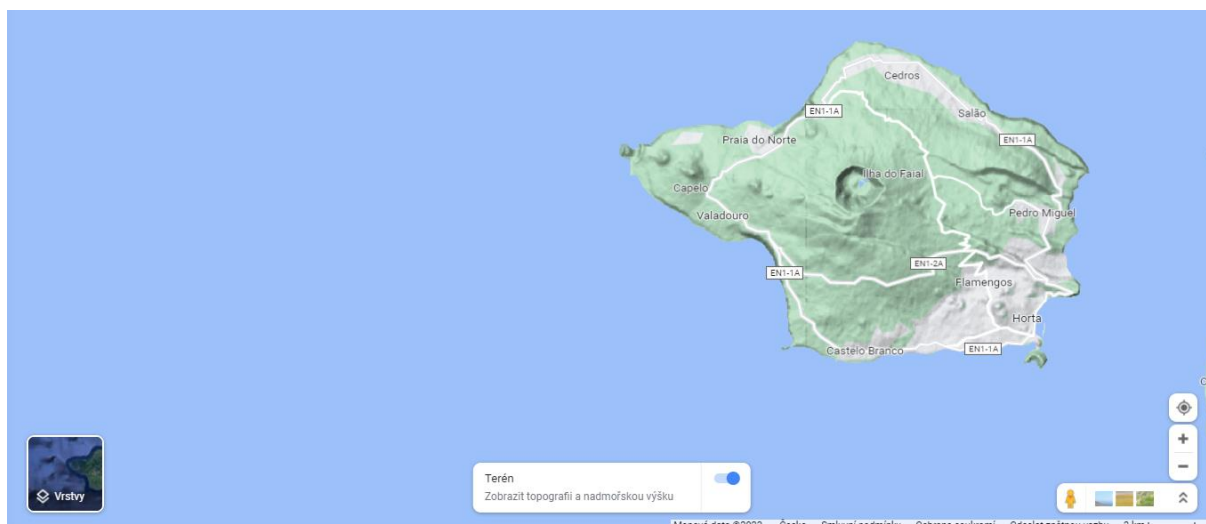 Cedros
EN1-1A
Salão
EN1-1A
Praia do Norte
Ilha do Faial
Capelo
Valadouro
Pedro Miguel
EN1-1A
EN1-2A
Flamengos
Horta
Castelo Branco
EN1-1A
Terén
Zobrazit topografii a nadmořskou výšku
Vrstvy